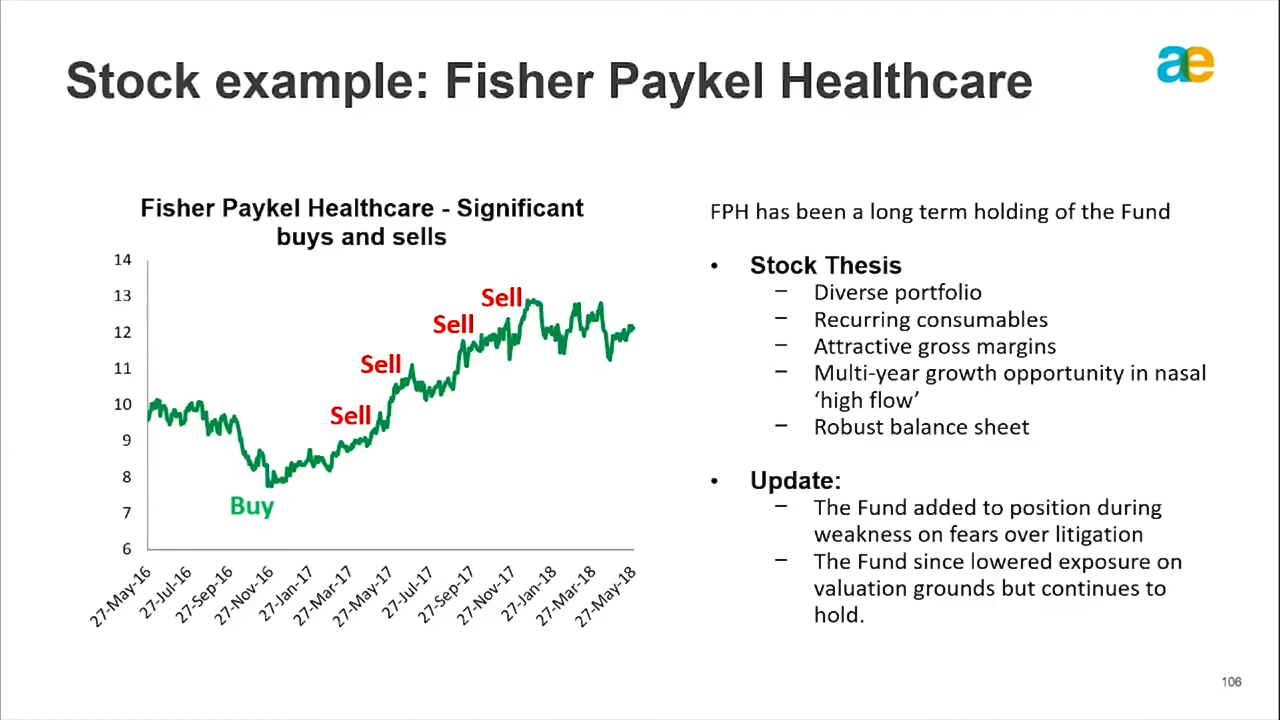 Stock example: Fisher Paykel Healthcare
ae
Fisher Paykel Healthcare - Significant
buys and sells
14
13
12
11
10
9
8
7
6
Sell
Sell
Sell
Sell
Buy
27-May-16
27-Jul-16
27-Sep-16
27-Nov-16
27-Jan-17
27-Mar-17
27-May-17
27-Jul-17
27-Sep-17
27-Nov-17
27-Jan-18
27-Mar-18
27-May-18
FPH has been a long term holding of the Fund
• Stock Thesis
– Diverse portfolio
– Recurring consumables
– Attractive gross margins
– Multi-year growth opportunity in nasal
‘high flow’
– Robust balance sheet
• Update:
– The Fund added to position during
weakness on fears over litigation
– The Fund since lowered exposure on
valuation grounds but continues to
hold.
106